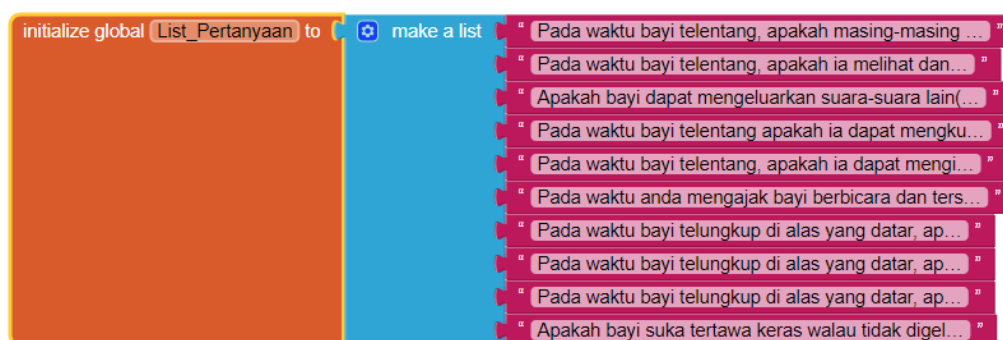 initialize global List_Pertanyaan to make a list " Pada waktu bayi telentang, apakah masing-masing ... "
" Pada waktu bayi telentang, apakah ia melihat dan... "
" Apakah bayi dapat mengeluarkan suara-suara lain(... "
" Pada waktu bayi telentang apakah ia dapat mengku... "
" Pada waktu bayi telentang, apakah ia dapat mengi... "
" Pada waktu anda mengajak bayi berbicara dan ters... "
" Pada waktu bayi telungkup di alas yang datar, ap... "
" Pada waktu bayi telungkup di alas yang datar, ap... "
" Pada waktu bayi telungkup di alas yang datar, ap... "
" Apakah bayi suka tertawa keras walau tidak digel... "